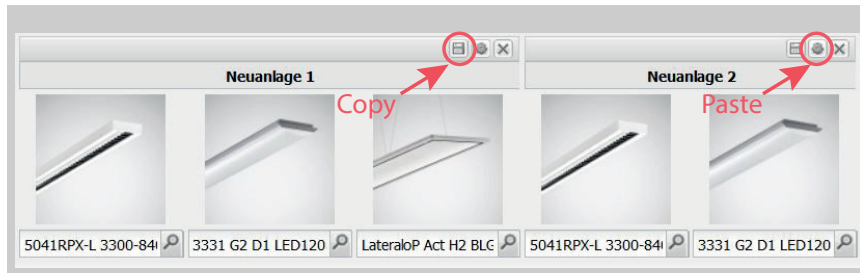 Neuanlage 1
Neuanlage 2
Copy
Paste
5041RPX-L 3300-84
3331 G2 D1 LED120
LateraloP Act H2 BLG
5041RPX-L 3300-84
3331 G2 D1 LED120